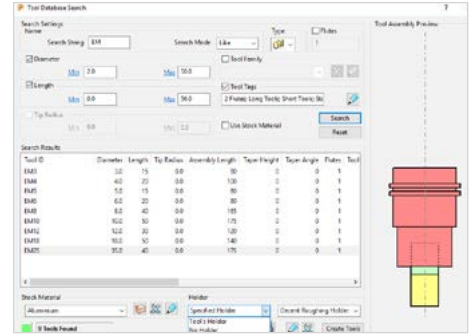 Tool Database Search ?
Search Settings
Name Type Flutes
Search String EM Search Mode Like 1
Tool Assembly Preview
Diameter Tool Family
Min 2.0 Max 50.0
Length Tool Tags
Min 0.0 Max 50.0 2 Flutes; Long Tools; Short Tools;
Tip Radius Search
Min 0.0 Max Use Stock Material
Reset
Search Results
Tool ID Diameter Length Tip Radius Assembly Length Taper Height Taper Angle Flutes Tool
EM3 3.0 15 0.0 80 0 0 1
EM4 4.0 20 0.0 100 0 0 1
EM5 5.0 15 0.0 80 0 0 1
EM6 6.0 20 0.0 80 0 0 1
EM8 8.0 40 0.0 165 0 0 1
EM10 10.0 50 0.0 175 0 0 1
EM12 12.0 30 0.0 120 0 0 1
10.0 50 0.0 140 0 0 1
EM25 40 0.0 175 0 0 1
Stock Material Holder
Aluminium Specified Holder Decent Roughing Holder
Tool's Holder
No Holder
9 Tools Found Create Tools